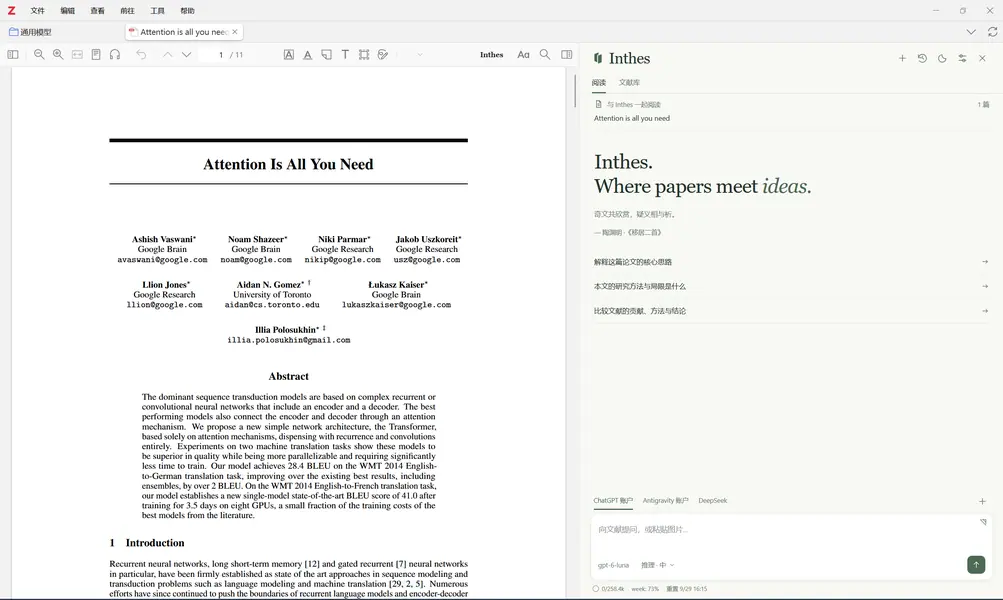 Z 文件 编辑 查看 前往 工具 帮助
通用模型
Attention is all you nee
1 / 11
Inthes
Attention Is All You Need
Ashish Vaswani*
Google Brain
avaswani@google.com
Noam Shazeer*
Google Brain
noam@google.com
Niki Parmar*
Google Research
nikip@google.com
Jakob Uszkoreit*
Google Research
usz@google.com
Llion Jones*
Google Research
llion@google.com
Aidan N. Gomez* †
University of Toronto
aidan@cs.toronto.edu
Łukasz Kaiser*
Google Brain
lukaszkaiser@google.com
Illia Polosukhin* ‡
illia.polosukhin@gmail.com
Abstract
The dominant sequence transduction models are based on complex recurrent or
convolutional neural networks that include an encoder and a decoder. The best
performing models also connect the encoder and decoder through an attention
mechanism. We propose a new simple network architecture, the Transformer,
based solely on attention mechanisms, dispensing with recurrence and convolutions
entirely. Experiments on two machine translation tasks show these models to
be superior in quality while being more parallelizable and requiring significantly
less time to train. Our model achieves 28.4 BLEU on the WMT 2014 English-
to-German translation task, improving over the existing best results, including
ensembles, by over 2 BLEU. On the WMT 2014 English-to-French translation task,
our model establishes a new single-model state-of-the-art BLEU score of 41.0 after
training for 3.5 days on eight GPUs, a small fraction of the training costs of the
best models from the literature.
1 Introduction
Recurrent neural networks, long short-term memory [12] and gated recurrent [7] neural networks
in particular, have been firmly established as state of the art approaches in sequence modeling and
transduction problems such as language modeling and machine translation [29, 2, 5]. Numerous
efforts have since continued to push the boundaries of recurrent language models and encoder-decoder
Inthes
阅读 文献库
与 Inthes 一起阅读 1 篇
Attention is all you need
Inthes.
Where papers meet ideas.
奇文共欣赏，疑义相与析。
— 陶渊明 ·《移居二首》
解释这篇论文的核心思路 →
本文的研究方法与局限是什么 →
比较文献的贡献、方法与结论 →
ChatGPT 账户 Antigravity 账户 DeepSeek
向文献提问，或粘贴图片...
gpt-6-luna 推理 · 中
0/258.4k week: 73% 重置 9/29 16:15